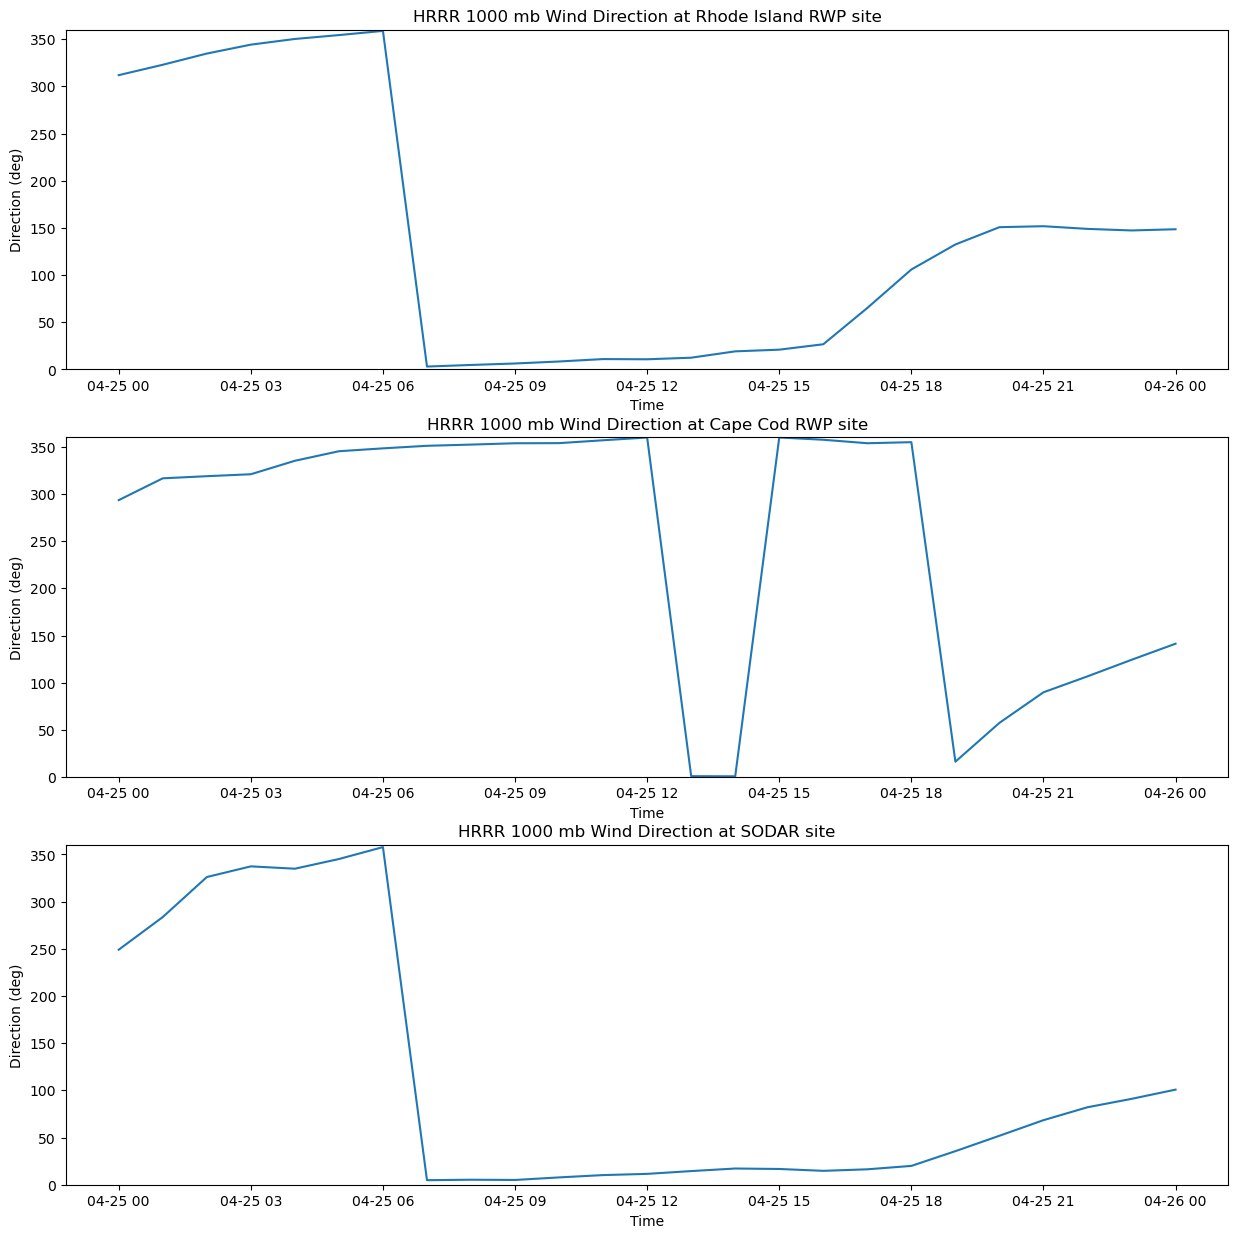 HRRR 1000 mb Wind Direction at Rhode Island RWP site
350
300
250
200
150
100
50
0
Direction (deg)
04-25 00 04-25 03 04-25 06 04-25 09 04-25 12 04-25 15 04-25 18 04-25 21 04-26 00
Time
HRRR 1000 mb Wind Direction at Cape Cod RWP site
350
300
250
200
150
100
50
0
Direction (deg)
04-25 00 04-25 03 04-25 06 04-25 09 04-25 12 04-25 15 04-25 18 04-25 21 04-26 00
Time
HRRR 1000 mb Wind Direction at SODAR site
350
300
250
200
150
100
50
0
Direction (deg)
04-25 00 04-25 03 04-25 06 04-25 09 04-25 12 04-25 15 04-25 18 04-25 21 04-26 00
Time